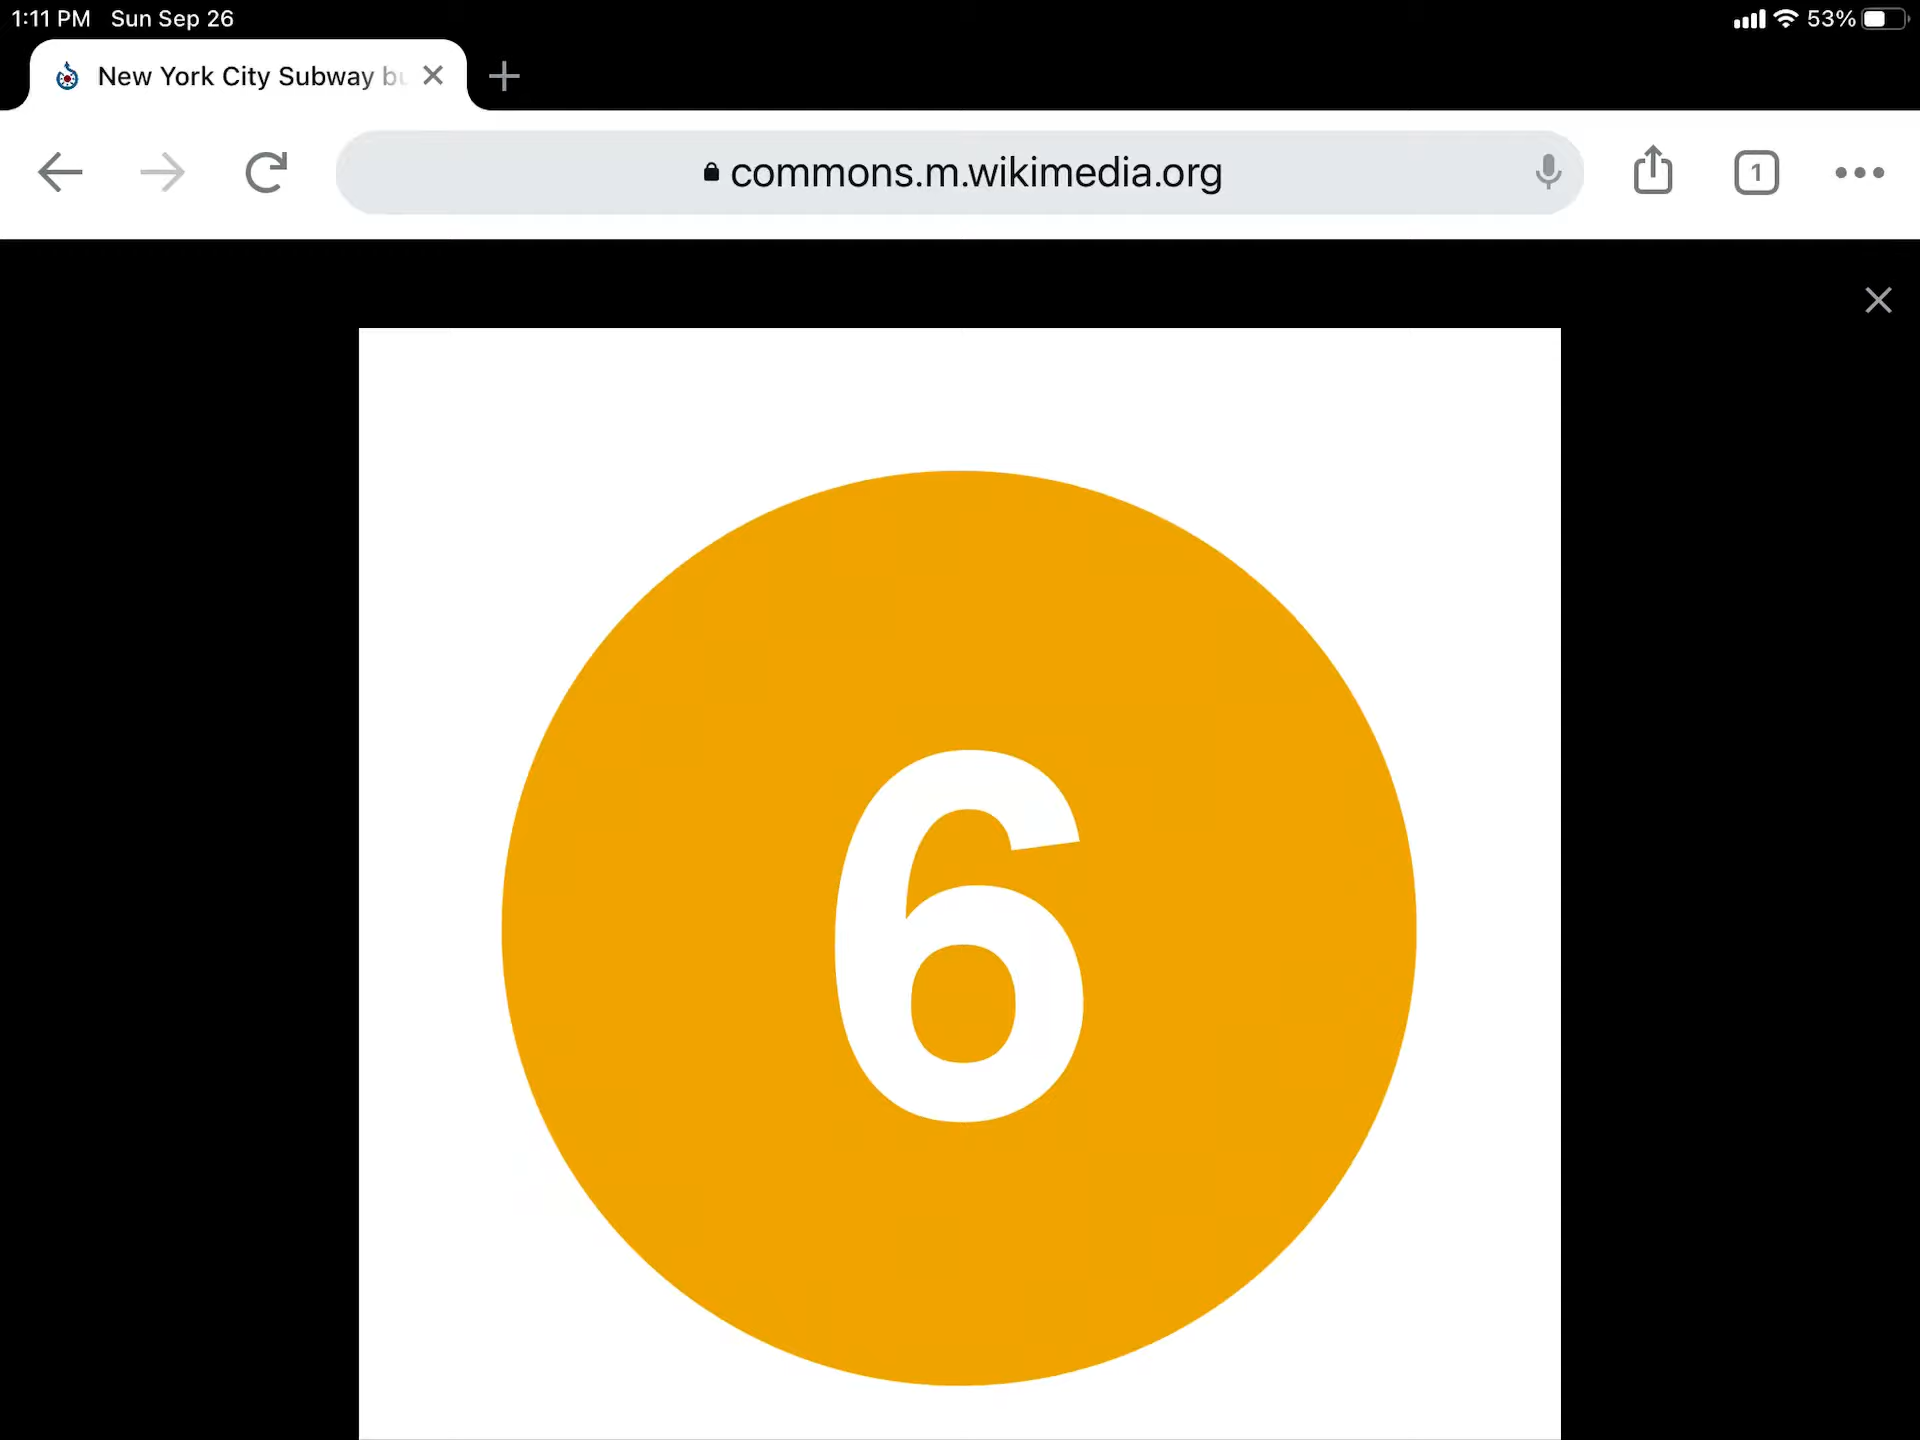 1:11 PM Sun Sep 26
53%
New York City Subway
commons.m.wikimedia.org
1
6